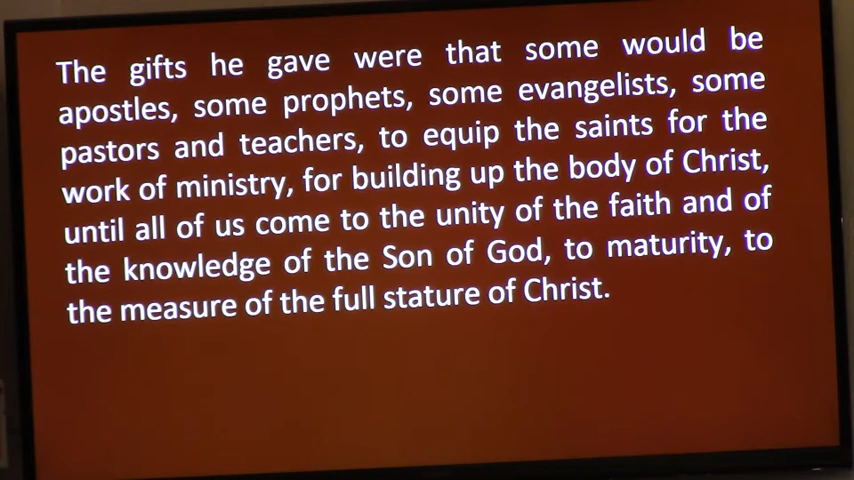 The gifts he gave were that some would be
apostles, some prophets, some evangelists, some
pastors and teachers, to equip the saints for the
work of ministry, for building up the body of Christ,
until all of us come to the unity of the faith and of
the knowledge of the Son of God, to maturity, to
the measure of the full stature of Christ.